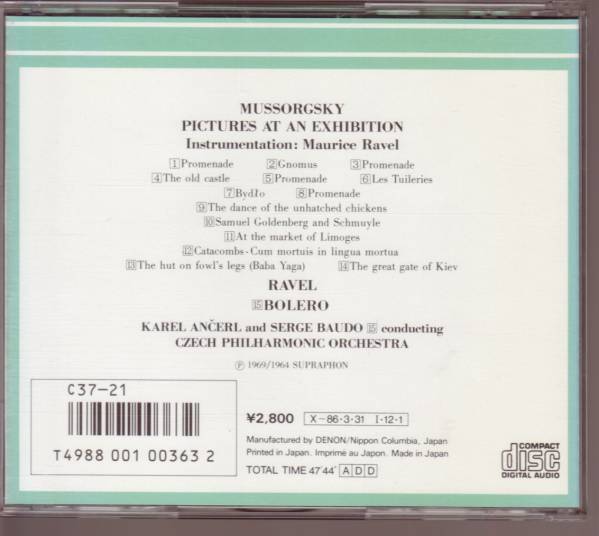 MUSSORGSKY
PICTURES AT AN EXHIBITION
Instrumentation: Maurice Ravel
1 Promenade 2 Gnomus 3 Promenade
4 The old castle 5 Promenade 6 Les Tuileries
7 Bydło 8 Promenade
9 The dance of the unhatched chickens
10 Samuel Goldenberg and Schmuyle
11 At the market of Limoges
12 Catacombs-Cum mortuis in lingua mortua
13 The hut on fowl's legs (Baba Yaga) 14 The great gate of Kiev
RAVEL
15 BOLERO
KAREL ANČERL and SERGE BAUDO 15 conducting
CZECH PHILHARMONIC ORCHESTRA
Ⓟ 1969/1964 SUPRAPHON
C37-21
T4988 001 00363 2
¥2,800 X-86·3·31 I·12·1
Manufactured by DENON/Nippon Columbia, Japan
Printed in Japan. Imprimé au Japon. Made in Japan
TOTAL TIME 47'44" A D D
COMPACT
disc
DIGITAL AUDIO